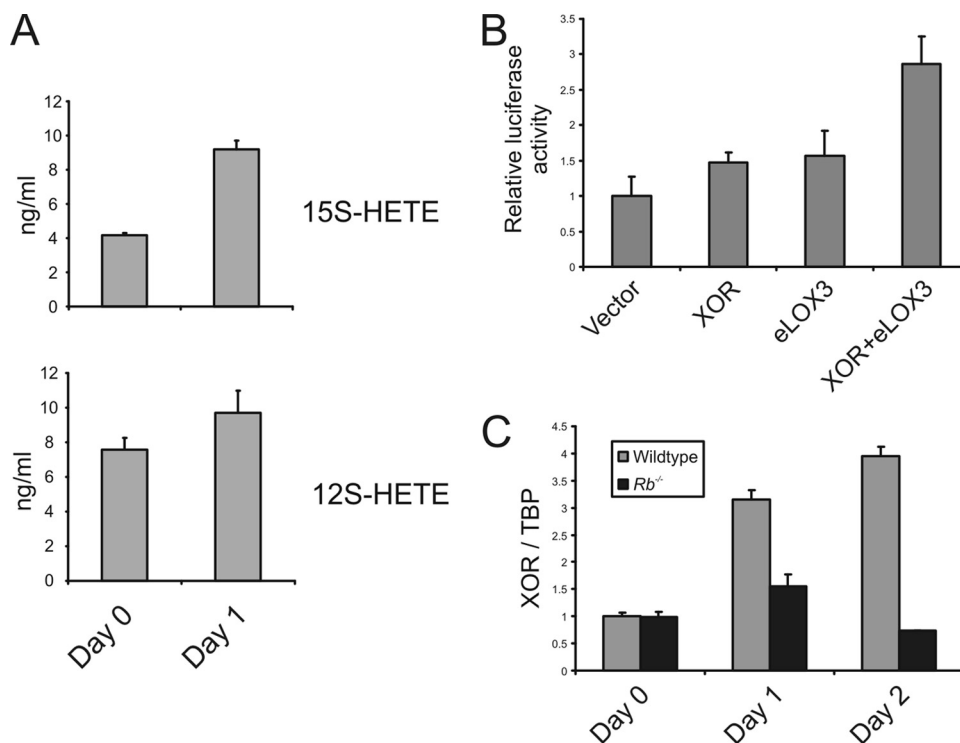 A
12
10
8
6
4
2
0
ng/ml
15S-HETE
12
10
8
6
4
2
0
ng/ml
12S-HETE
Day 0
Day 1
B
3.5
3
2.5
2
1.5
1
0.5
0
Relative luciferase
activity
Vector
XOR
eLOX3
XOR+eLOX3
C
4.5
4
3.5
3
2.5
2
1.5
1
0.5
0
XOR / TBP
Wildtype
Rb-/-
Day 0
Day 1
Day 2